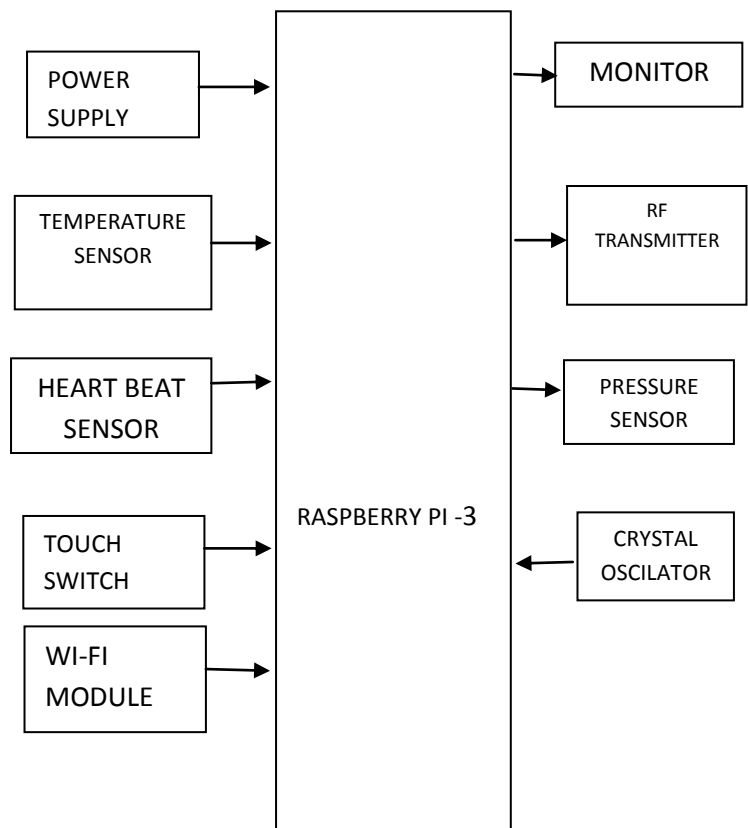 POWER
SUPPLY
TEMPERATURE
SENSOR
HEART BEAT
SENSOR
TOUCH
SWITCH
WI-FI
MODULE
RASPBERRY PI -3
MONITOR
RF
TRANSMITTER
PRESSURE
SENSOR
CRYSTAL
OSCILATOR